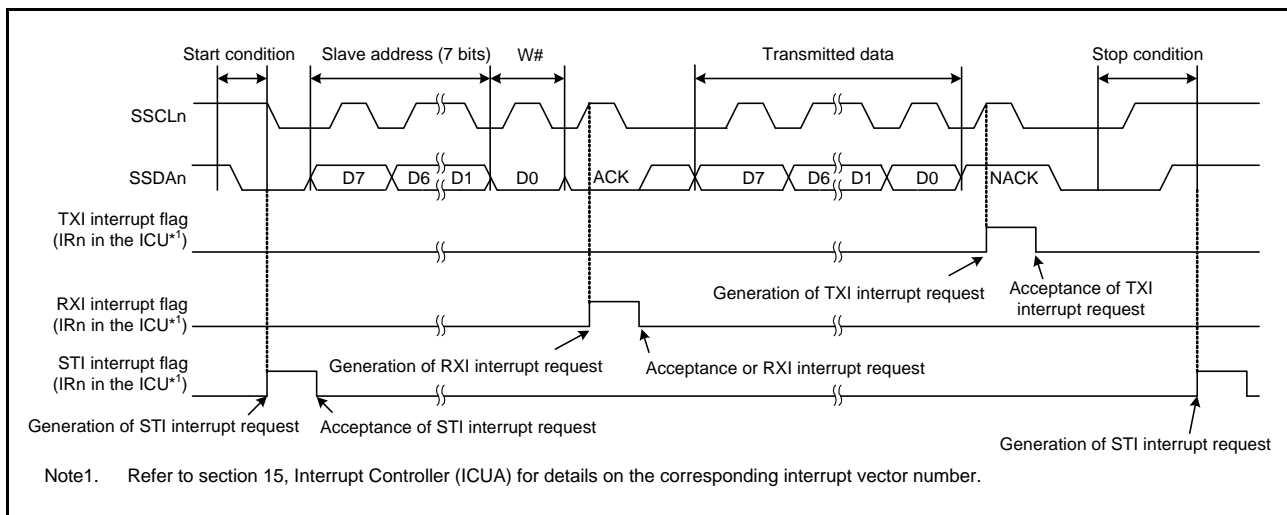 Start condition Slave address (7 bits) W# Transmitted data Stop condition
SSCLn
SSDAn D7 D6 D1 D0 ACK D7 D6 D1 D0 NACK
TXI interrupt flag
(IRn in the ICU*1)
Generation of TXI interrupt request
Acceptance of TXI
interrupt request
RXI interrupt flag
(IRn in the ICU*1)
Generation of RXI interrupt request
Acceptance or RXI interrupt request
STI interrupt flag
(IRn in the ICU*1)
Generation of STI interrupt request
Acceptance of STI interrupt request
Generation of STI interrupt request
Note1. Refer to section 15, Interrupt Controller (ICUA) for details on the corresponding interrupt vector number.